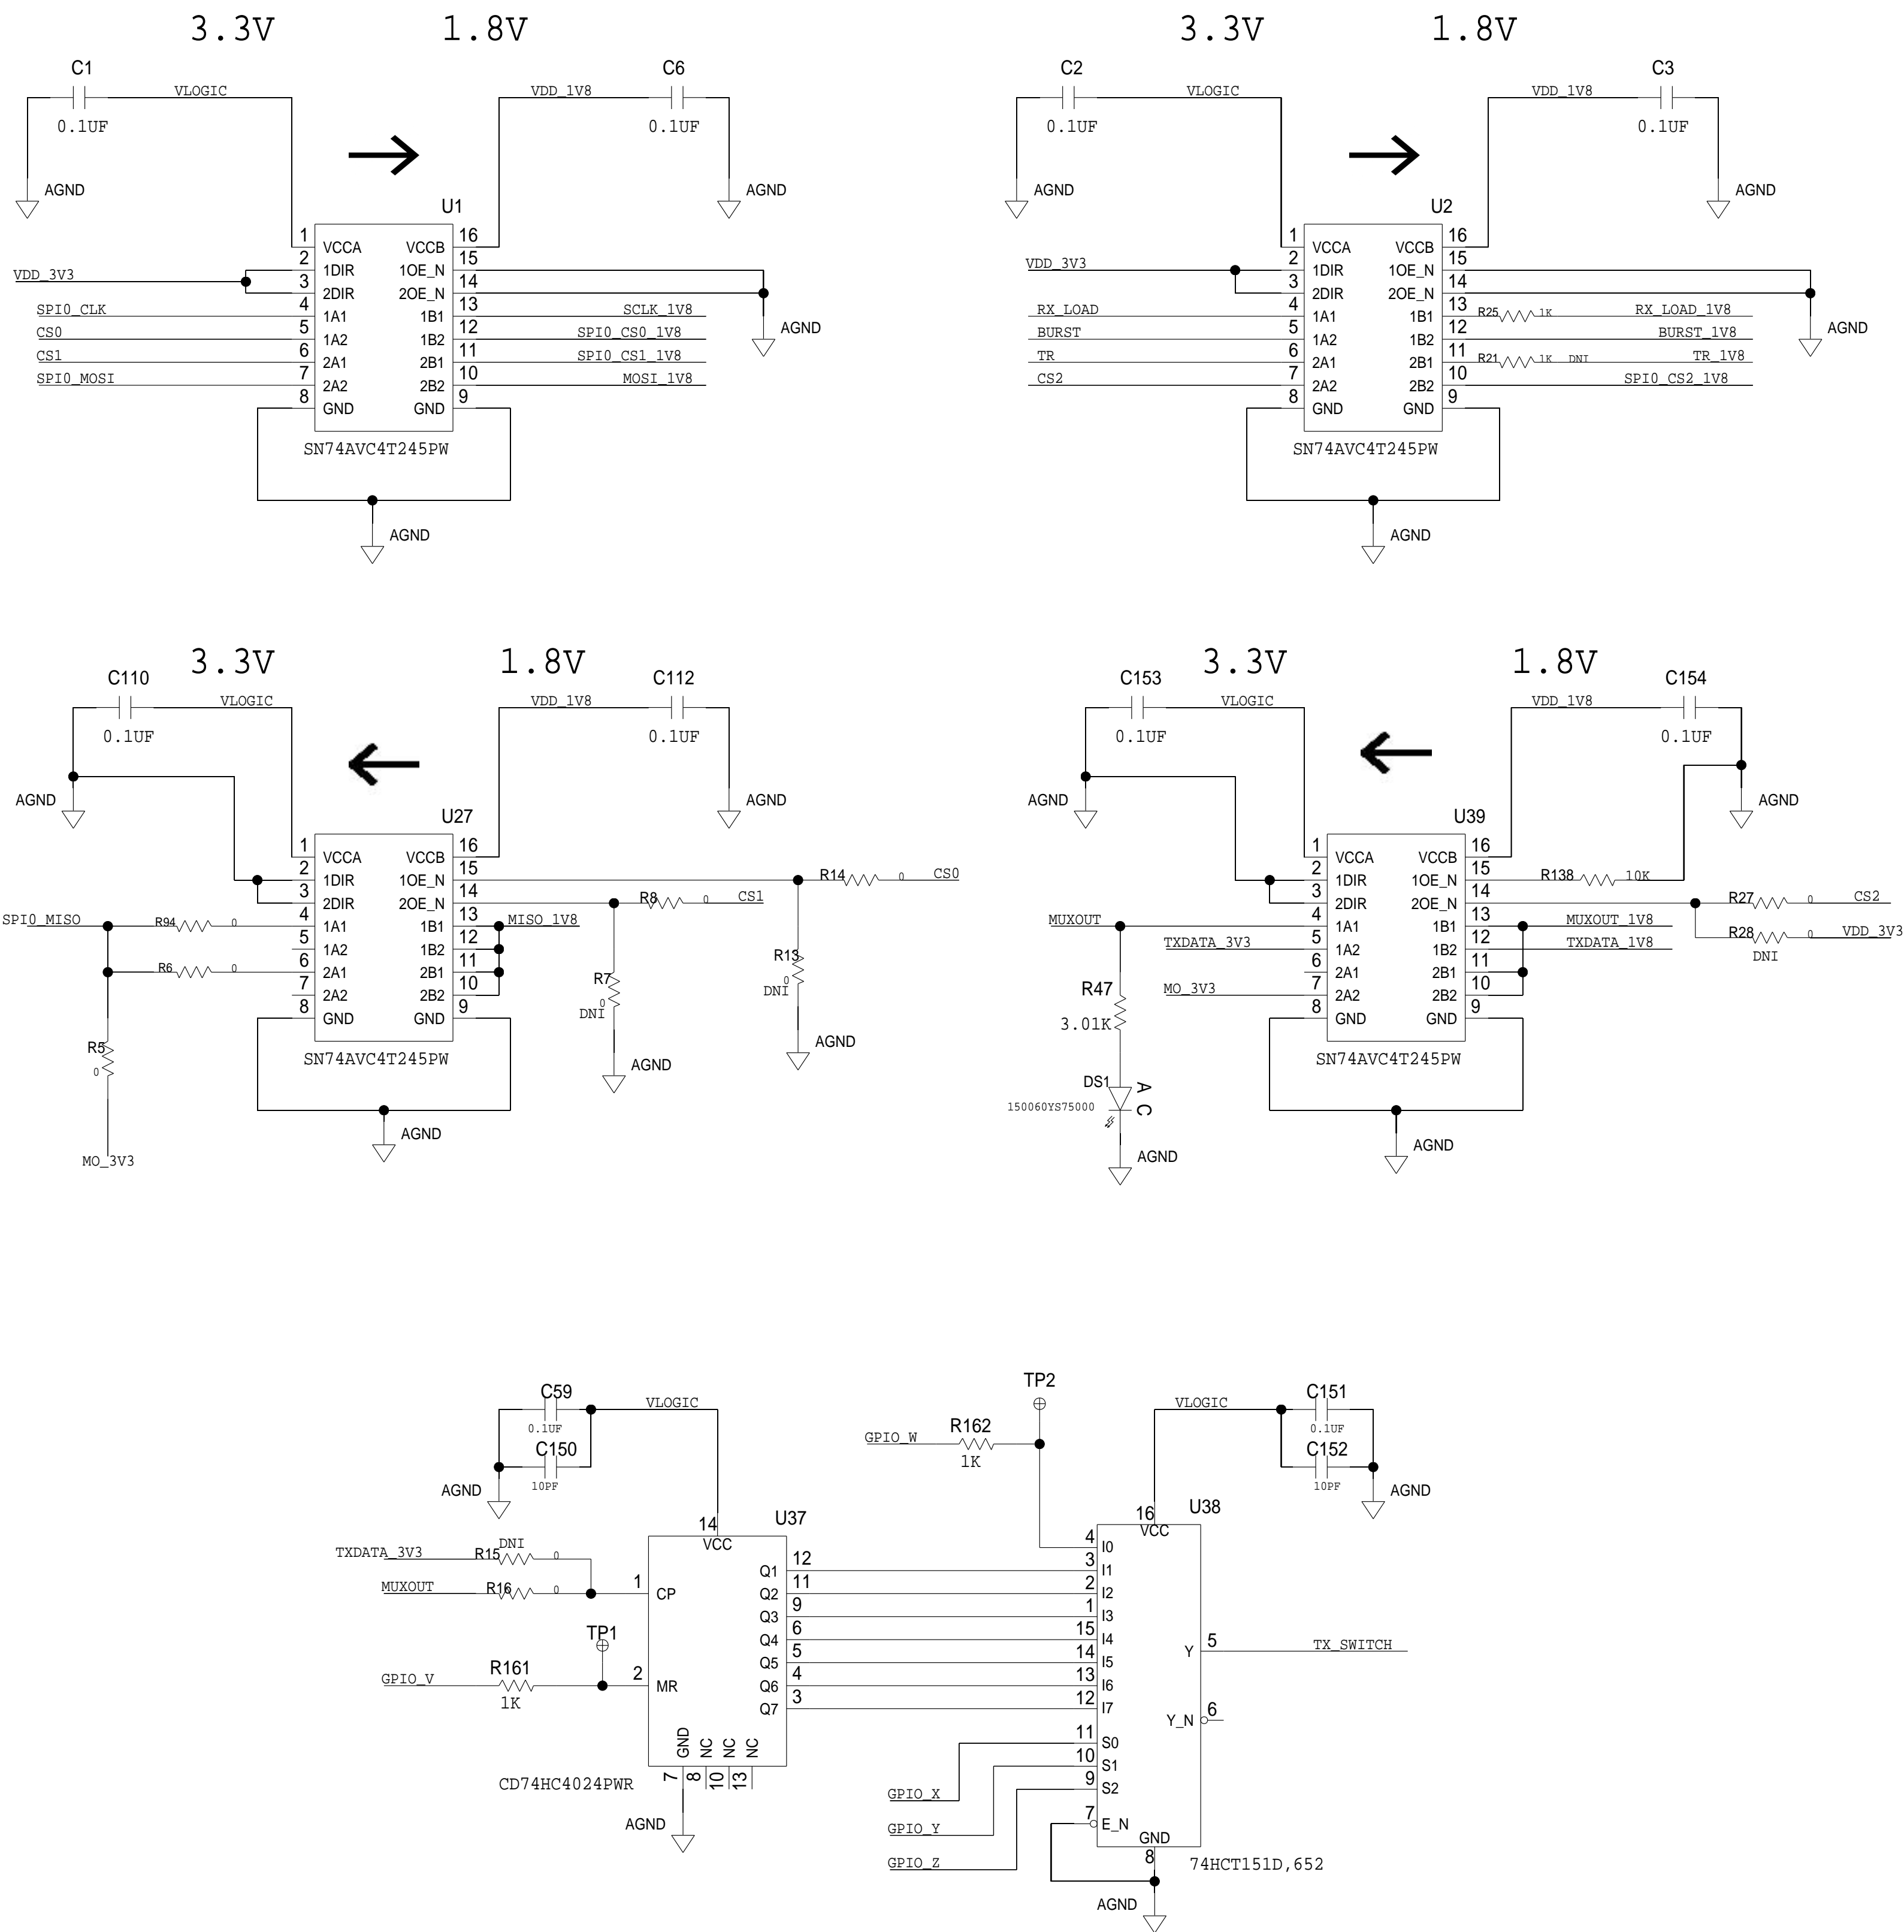 3.3V 1.8V
C1 C6
VLOGIC VDD_1V8
0.1UF 0.1UF
AGND AGND
U1
1 VCCA VCCB 16
2 1DIR 1OE_N 15
VDD_3V3
3 2DIR 2OE_N 14
SPI0_CLK 4 1A1 1B1 13 SCLK_1V8
CS0 5 1A2 1B2 12 SPI0_CS0_1V8
AGND
CS1 6 2A1 2B1 11 SPI0_CS1_1V8
SPI0_MOSI 7 2A2 2B2 10 MOSI_1V8
8 GND GND 9
SN74AVC4T245PW
AGND
3.3V 1.8V
C2 C3
VLOGIC VDD_1V8
0.1UF 0.1UF
AGND AGND
U2
1 VCCA VCCB 16
VDD_3V3 2 1DIR 1OE_N 15
3 2DIR 2OE_N 14
RX_LOAD 4 1A1 1B1 13 R25 1K RX_LOAD_1V8
BURST 5 1A2 1B2 12 BURST_1V8
AGND
TR 6 2A1 2B1 11 R21 1K DNI TR_1V8
CS2 7 2A2 2B2 10 SPI0_CS2_1V8
8 GND GND 9
SN74AVC4T245PW
AGND
3.3V 1.8V
C110 C112
VLOGIC VDD_1V8
0.1UF 0.1UF
AGND AGND
U27
1 VCCA VCCB 16
2 1DIR 1OE_N 15 R14 0 CS0
3 2DIR 2OE_N 14 R8 0 CS1
SPI0_MISO R94 0 4 1A1 1B1 13 MISO_1V8
5 1A2 1B2 12
R6 0 6 2A1 2B1 11
7 2A2 2B2 10
8 GND GND 9
R13
0
DNI
R7
0
DNI
AGND
AGND
R5
0
SN74AVC4T245PW
AGND
MO_3V3
3.3V 1.8V
C153 C154
VLOGIC VDD_1V8
0.1UF 0.1UF
AGND AGND
U39
1 VCCA VCCB 16
2 1DIR 1OE_N 15 R138 10K
3 2DIR 2OE_N 14 R27 0 CS2
MUXOUT 4 1A1 1B1 13 MUXOUT_1V8
R28 0 VDD_3V3
DNI
TXDATA_3V3 5 1A2 1B2 12 TXDATA_1V8
6 2A1 2B1 11
MO_3V3 7 2A2 2B2 10
8 GND GND 9
R47
3.01K
SN74AVC4T245PW
DS1 A
150060YS75000 C
AGND
AGND
C59 VLOGIC
0.1UF
C150
10PF
AGND
U37
14
VCC
TXDATA_3V3 R15 DNI 0
MUXOUT R16 0 1 CP
TP1
GPIO_V R161 2 MR
1K
Q1 12
Q2 11
Q3 9
Q4 6
Q5 5
Q6 4
Q7 3
GND NC NC NC
7 8 10 13
CD74HC4024PWR
AGND
TP2
GPIO_W R162
1K
VLOGIC C151
0.1UF
C152
10PF
AGND
U38
16
VCC
4 I0
3 I1
2 I2
1 I3
15 I4
14 I5
13 I6
12 I7
Y 5 TX_SWITCH
Y_N 6
11 S0
10 S1
9 S2
GPIO_X
7 E_N
GPIO_Y
GND
8
GPIO_Z
74HCT151D,652
AGND